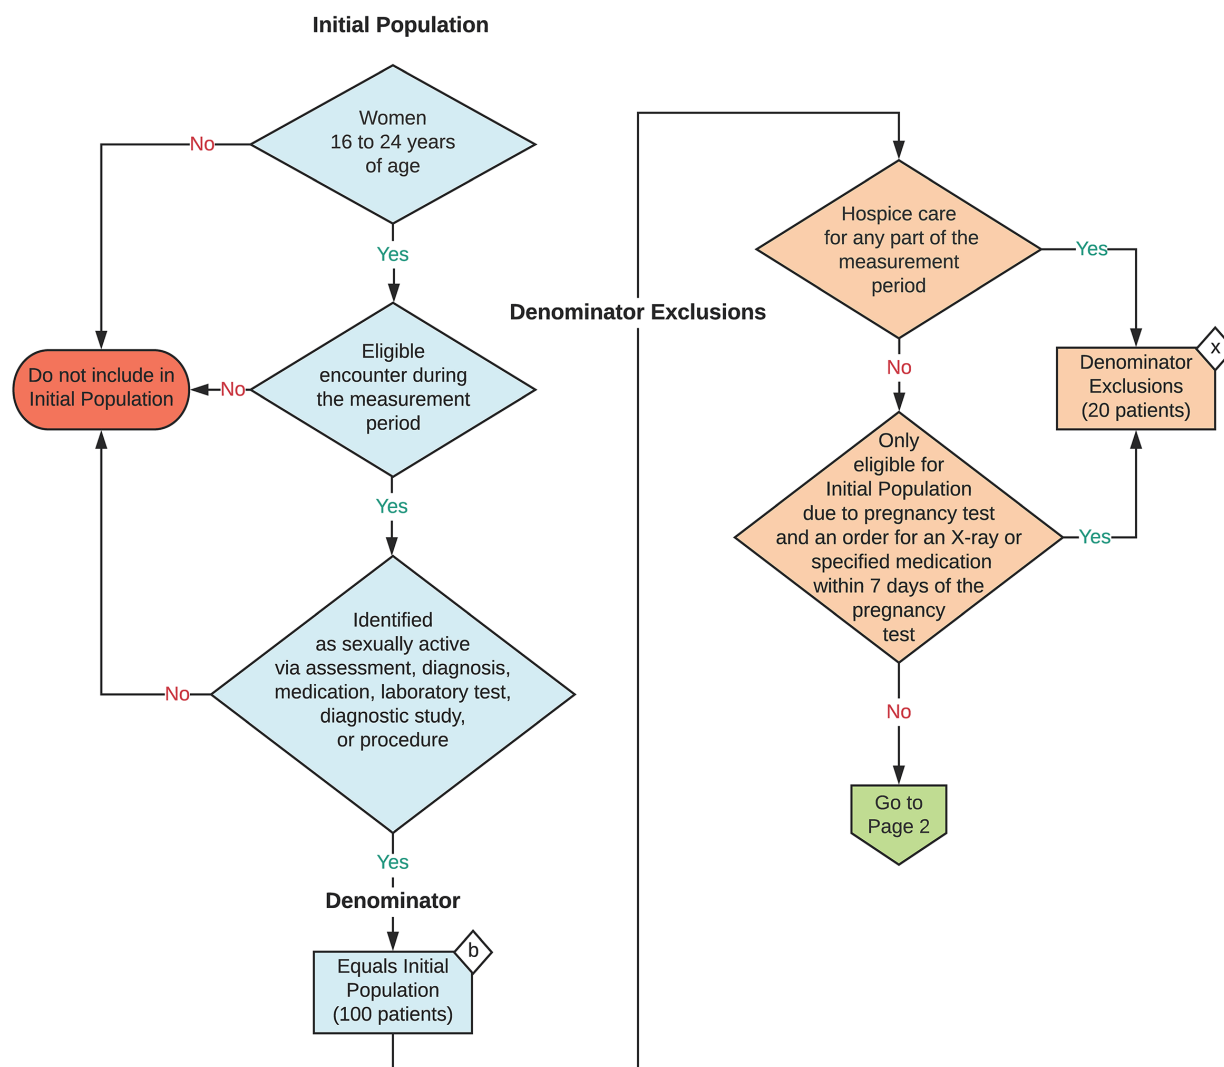 Initial Population
Women
16 to 24 years
of age
No
Yes
Eligible
encounter during
the measurement
period
No
Do not include in
Initial Population
Yes
Identified
as sexually active
via assessment, diagnosis,
medication, laboratory test,
diagnostic study,
or procedure
No
Yes
Denominator
b
Equals Initial
Population
(100 patients)
Denominator Exclusions
Hospice care
for any part of the
measurement
period
Yes
No
x
Denominator
Exclusions
(20 patients)
Only
eligible for
Initial Population
due to pregnancy test
and an order for an X-ray or
specified medication
within 7 days of the
pregnancy
test
Yes
No
Go to
Page 2